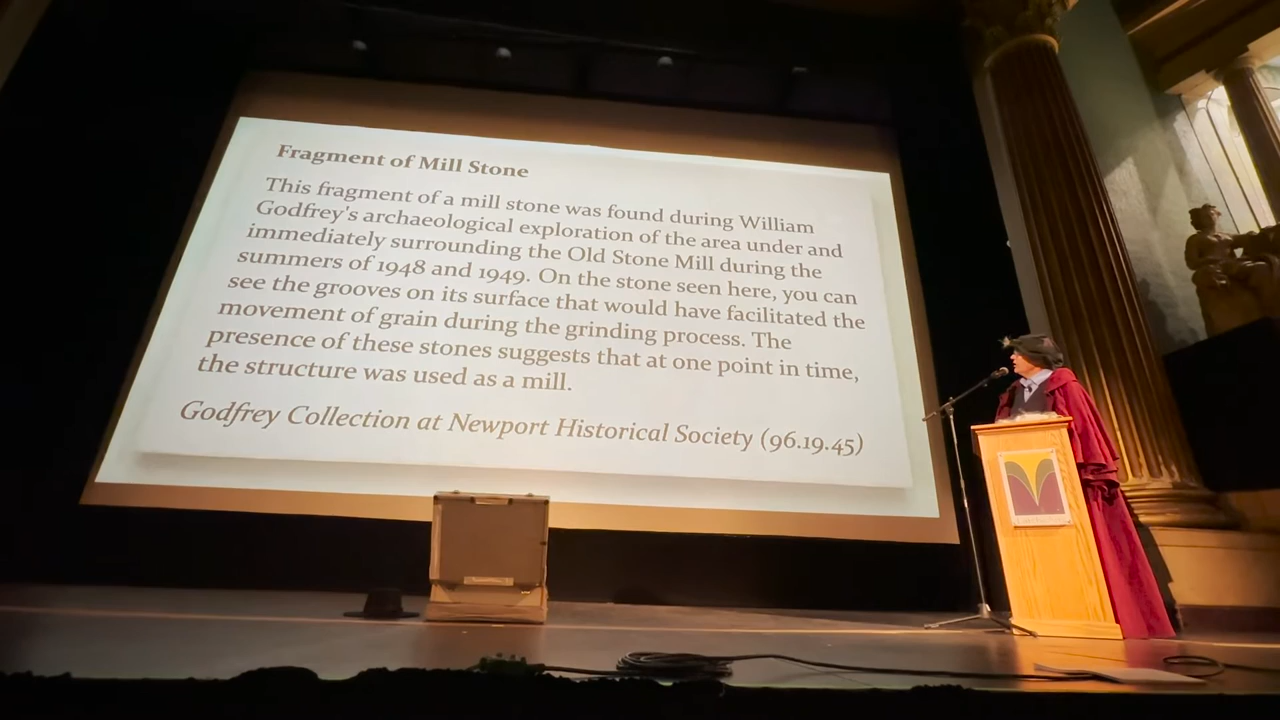 Fragment of Mill Stone
This fragment of a mill stone was found during William
Godfrey's archaeological exploration of the area under and
immediately surrounding the Old Stone Mill during the
summers of 1948 and 1949. On the stone seen here, you can
see the grooves on its surface that would have facilitated the
movement of grain during the grinding process. The
presence of these stones suggests that at one point in time,
the structure was used as a mill.
Godfrey Collection at Newport Historical Society (96.19.45)